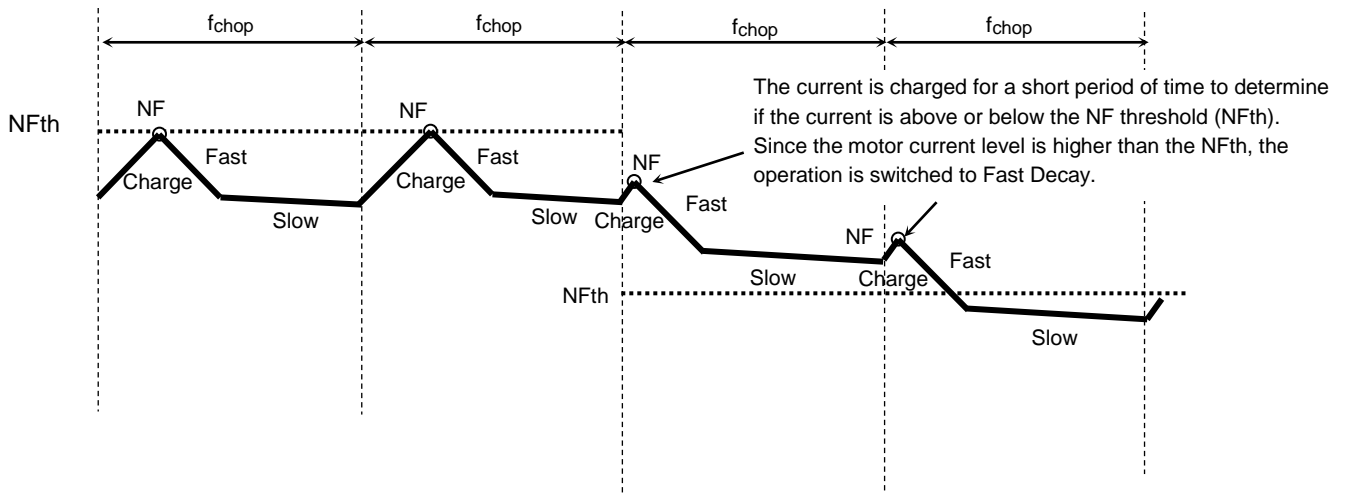 fchop fchop fchop fchop
The current is charged for a short period of time to determine
if the current is above or below the NF threshold (NFth).
Since the motor current level is higher than the NFth, the
operation is switched to Fast Decay.
NFth
NF
Charge
Fast
Slow
NF
Charge
Fast
Slow
NF
Charge
Fast
Slow
NF
Charge
Fast
Slow
NFth